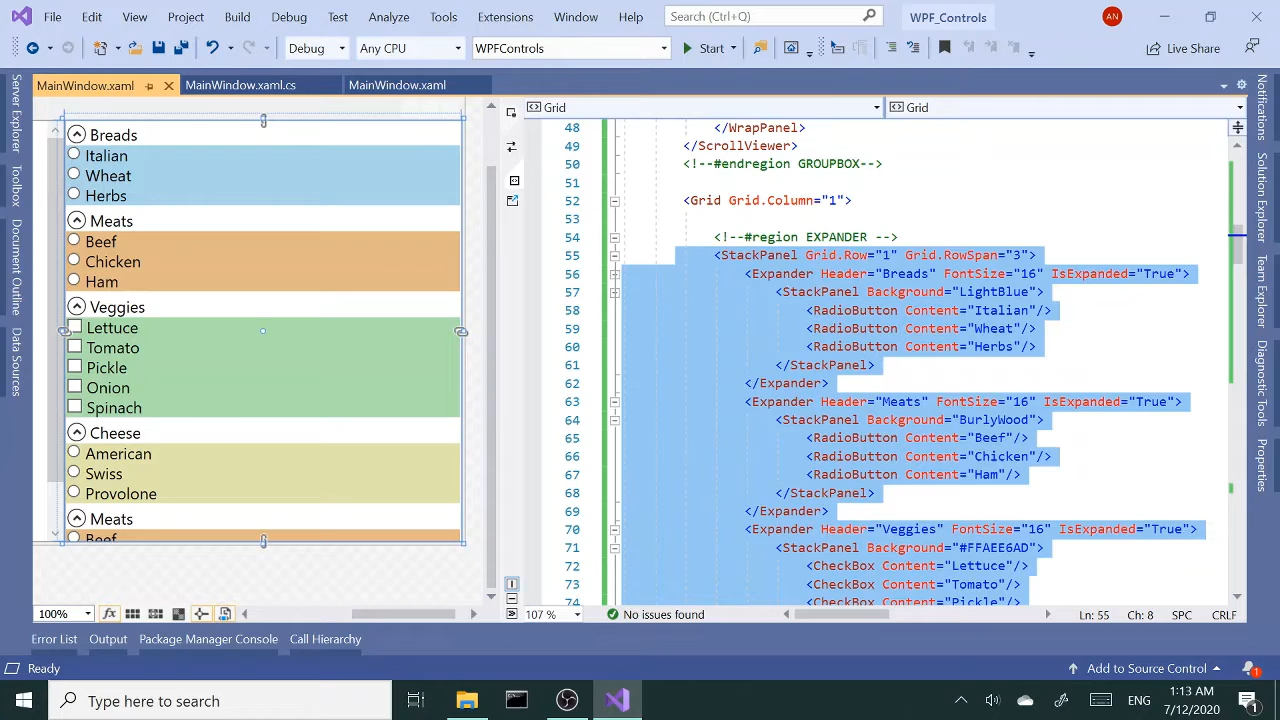 File Edit View Project Build Debug Test Analyze Tools Extensions Window Help Search (Ctrl+Q) WPF_Controls AN
Debug Any CPU WPFControls Start Live Share
MainWindow.xaml MainWindow.xaml.cs MainWindow.xaml
Server Explorer
Toolbox
Document Outline
Data Sources
Breads
Italian
Wheat
Herbs
Meats
Beef
Chicken
Ham
Veggies
Lettuce
Tomato
Pickle
Onion
Spinach
Cheese
American
Swiss
Provolone
Meats
Beef
100%
Grid Grid
48 </WrapPanel>
49 </ScrollViewer>
50 <!--#endregion GROUPBOX-->
51
52 <Grid Grid.Column="1">
53
54 <!--#region EXPANDER -->
55 <StackPanel Grid.Row="1" Grid.RowSpan="3">
56 <Expander Header="Breads" FontSize="16" IsExpanded="True">
57 <StackPanel Background="LightBlue">
58 <RadioButton Content="Italian"/>
59 <RadioButton Content="Wheat"/>
60 <RadioButton Content="Herbs"/>
61 </StackPanel>
62 </Expander>
63 <Expander Header="Meats" FontSize="16" IsExpanded="True">
64 <StackPanel Background="BurlyWood">
65 <RadioButton Content="Beef"/>
66 <RadioButton Content="Chicken"/>
67 <RadioButton Content="Ham"/>
68 </StackPanel>
69 </Expander>
70 <Expander Header="Veggies" FontSize="16" IsExpanded="True">
71 <StackPanel Background="#FFAEE6AD">
72 <CheckBox Content="Lettuce"/>
73 <CheckBox Content="Tomato"/>
74 <CheckBox Content="Pickle"/>
107 % No issues found Ln: 55 Ch: 8 SPC CRLF
Notifications
Solution Explorer
Team Explorer
Diagnostic Tools
Properties
Error List Output Package Manager Console Call Hierarchy
Ready Add to Source Control 1
Type here to search ENG 7:13 AM
7/12/2020 1